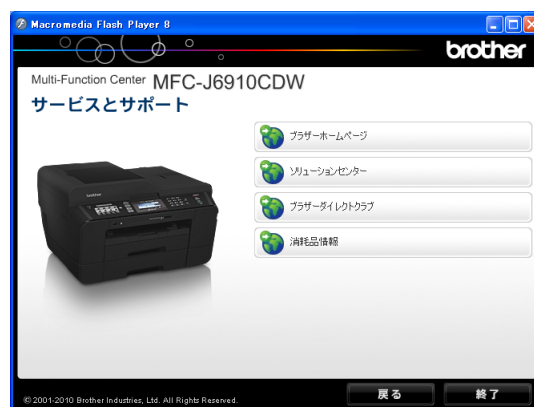 Macromedia Flash Player 8
brother
Multi-Function Center MFC-J6910CDW
サービスとサポート
ブラザーホームページ
ソリューションセンター
ブラザーダイレクトクラブ
消耗品情報
© 2001-2010 Brother Industries, Ltd. All Rights Reserved.
戻る
終了